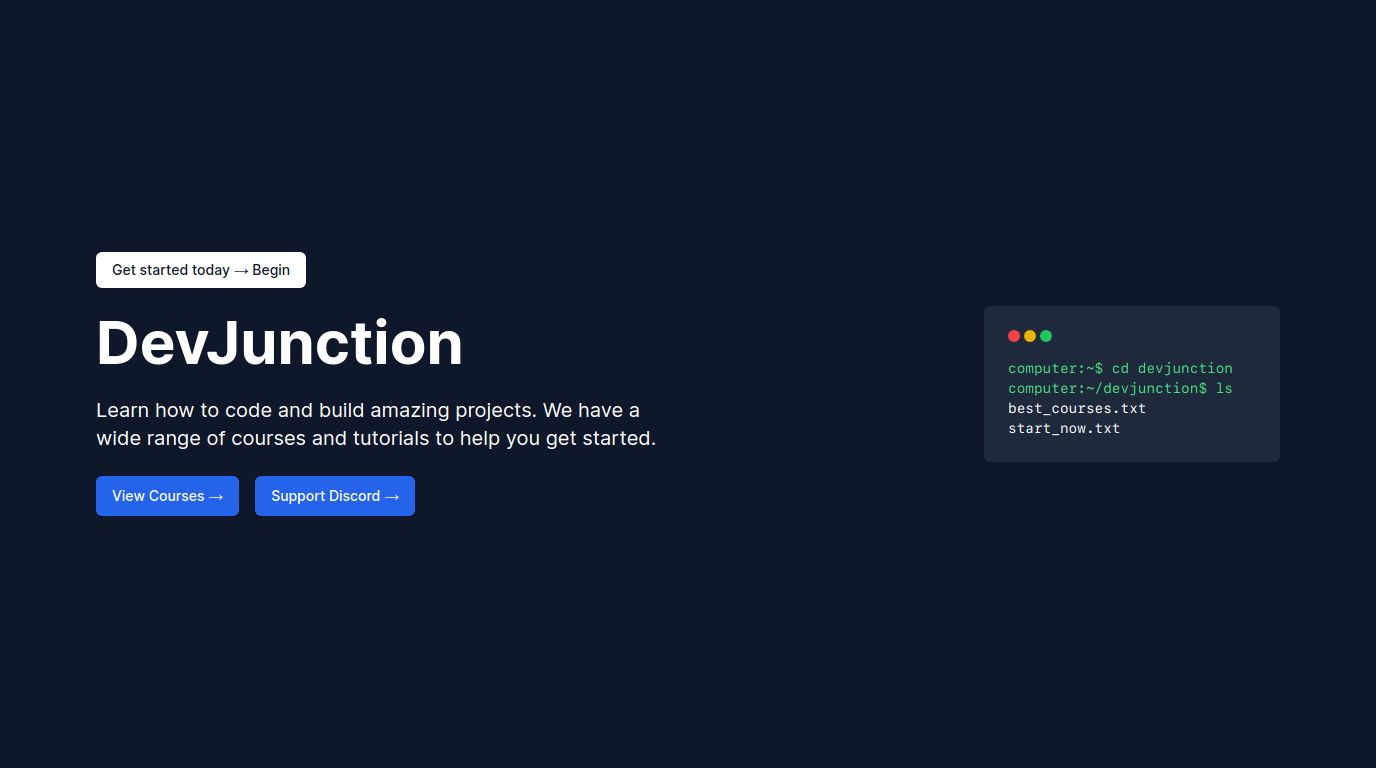 Get started today → Begin
DevJunction
Learn how to code and build amazing projects. We have a
wide range of courses and tutorials to help you get started.
View Courses →
Support Discord →
computer:~$ cd devjunction
computer:~/devjunction$ ls
best_courses.txt
start_now.txt